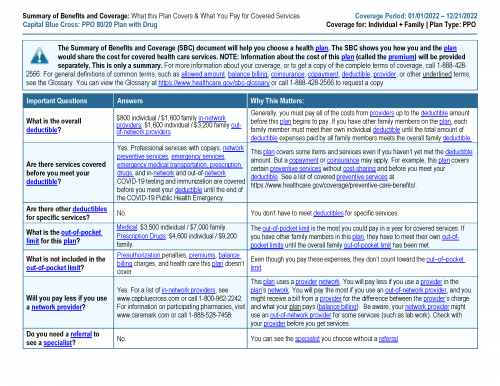 Summary of Benefits and Coverage: What this Plan Covers & What You Pay for Covered Services
Coverage Period: 01/01/2022 – 12/21/2022
Capital Blue Cross: PPO 80/20 Plan with Drug
Coverage for: Individual + Family | Plan Type: PPO
The Summary of Benefits and Coverage (SBC) document will help you choose a health plan. The SBC shows you how you and the plan
would share the cost for covered health care services. NOTE: Information about the cost of this plan (called the premium) will be provided
separately. This is only a summary. For more information about your coverage, or to get a copy of the complete terms of coverage, call 1-888-428-
2566. For general definitions of common terms, such as allowed amount, balance billing, coinsurance, copayment, deductible, provider, or other underlined terms,
see the Glossary. You can view the Glossary at https://www.healthcare.gov/sbc-glossary or call 1-888-428-2566 to request a copy.
Important Questions
Answers
Why This Matters:
What is the overall
deductible?
$800 individual / $1,600 family in-network
providers; $1,600 individual / $3,200 family out-
of-network providers
Generally, you must pay all of the costs from providers up to the deductible amount
before this plan begins to pay. If you have other family members on the plan, each
family member must meet their own individual deductible until the total amount of
deductible expenses paid by all family members meets the overall family deductible.
Are there services covered
before you meet your
deductible?
Yes. Professional services with copays, network
preventive services, emergency services,
emergency medical transportation, prescription
drugs, and in-network and out-of-network
COVID-19 testing and immunization are covered
before you meet your deductible until the end of
the COVID-19 Public Health Emergency.
This plan covers some items and services even if you haven't yet met the deductible
amount. But a copayment or coinsurance may apply. For example, this plan covers
certain preventive services without cost-sharing and before you meet your
deductible. See a list of covered preventive services at
https://www.healthcare.gov/coverage/preventive-care-benefits/.
Are there other deductibles
for specific services?
No.
You don't have to meet deductibles for specific services.
What is the out-of-pocket
limit for this plan?
Medical: $3,500 individual / $7,000 family.
Prescription Drugs: $4,600 individual / $9,200
family.
The out-of-pocket limit is the most you could pay in a year for covered services. If
you have other family members in this plan, they have to meet their own out-of-
pocket limits until the overall family out-of-pocket limit has been met.
What is not included in the
out-of-pocket limit?
Preauthorization penalties, premiums, balance
billing charges, and health care this plan doesn't
cover
Even though you pay these expenses, they don't count toward the out–of–pocket
limit.
Will you pay less if you use
a network provider?
Yes. For a list of in-network providers, see
www.capbluecross.com or call 1-800-962-2242.
For information on participating pharmacies, visit
www.caremark.com or call 1-888-528-7458.
This plan uses a provider network. You will pay less if you use a provider in the
plan's network. You will pay the most if you use an out-of-network provider, and you
might receive a bill from a provider for the difference between the provider's charge
and what your plan pays (balance billing). Be aware, your network provider might
use an out-of-network provider for some services (such as lab work). Check with
your provider before you get services.
Do you need a referral to
see a specialist?
No.
You can see the specialist you choose without a referral.